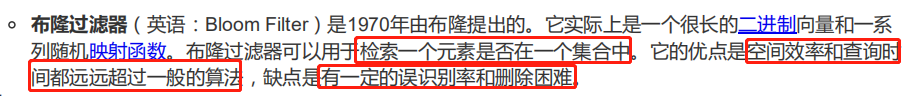 布隆过滤器（英语：Bloom Filter）是1970年由布隆提出的。它实际上是一个很长的二进制向量和一系
列随机映射函数。布隆过滤器可以用于检索一个元素是否在一个集合中。它的优点是空间效率和查询时
间都远远超过一般的算法，缺点是有一定的误识别率和删除困难。